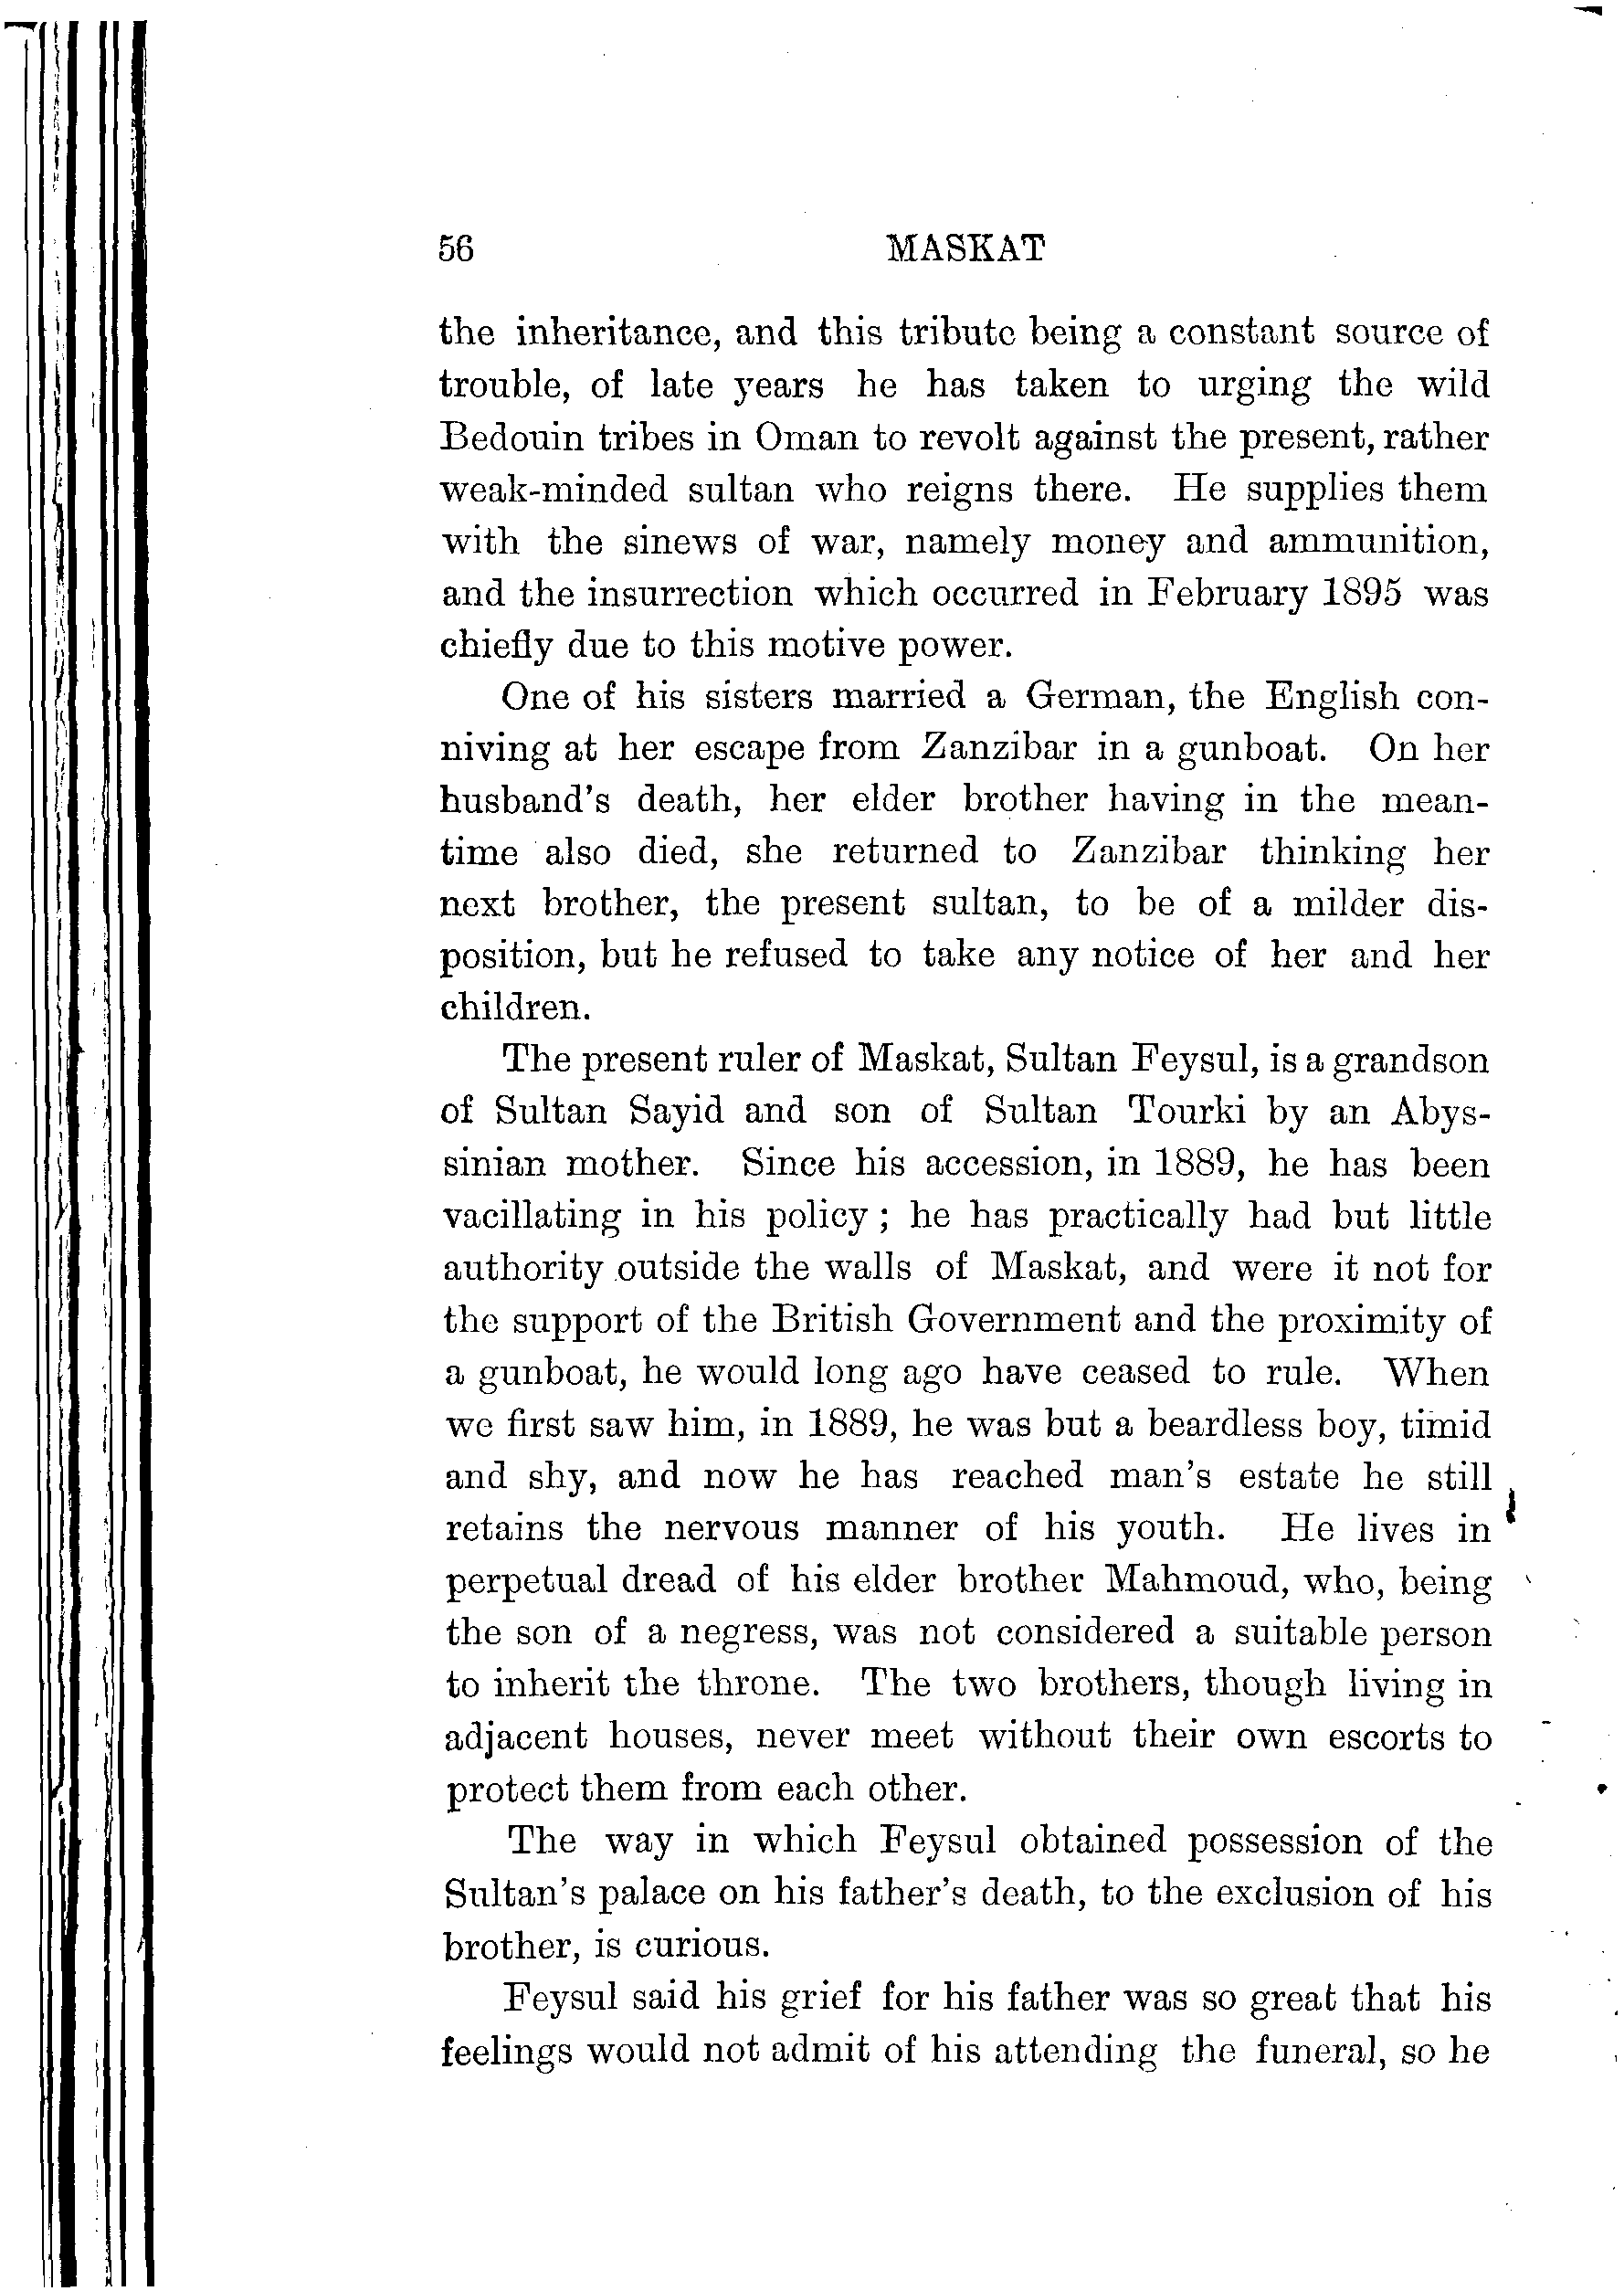 56 MASKAT
the inheritance, and this tribute being a constant source of
trouble, of late years he has taken to urging the wild
Bedouin tribes in Oman to revolt against the present, rather
weak-minded sultan who reigns there. He supplies them
with the sinews of war, namely money and ammunition,
and the insurrection which occurred in February 1895 was
chiefly due to this motive power.
One of his sisters married a German, the English con-
niving at her escape from Zanzibar in a gunboat. On her
husband's death, her elder brother having in the mean-
time also died, she returned to Zanzibar thinking her
next brother, the present sultan, to be of a milder dis-
position, but he refused to take any notice of her and her
children.
The present ruler of Maskat, Sultan Feysul, is a grandson
of Sultan Sayid and son of Sultan Tourki by an Abys-
sinian mother. Since his accession, in 1889, he has been
vacillating in his policy; he has practically had but little
authority outside the walls of Maskat, and were it not for
the support of the British Government and the proximity of
a gunboat, he would long ago have ceased to rule. When
we first saw him, in 1889, he was but a beardless boy, timid
and shy, and now he has reached man's estate he still
retains the nervous manner of his youth. He lives in
perpetual dread of his elder brother Mahmoud, who, being
the son of a negress, was not considered a suitable person
to inherit the throne. The two brothers, though living in
adjacent houses, never meet without their own escorts to
protect them from each other.
The way in which Feysul obtained possession of the
Sultan's palace on his father's death, to the exclusion of his
brother, is curious.
Feysul said his grief for his father was so great that his
feelings would not admit of his attending the funeral, so he